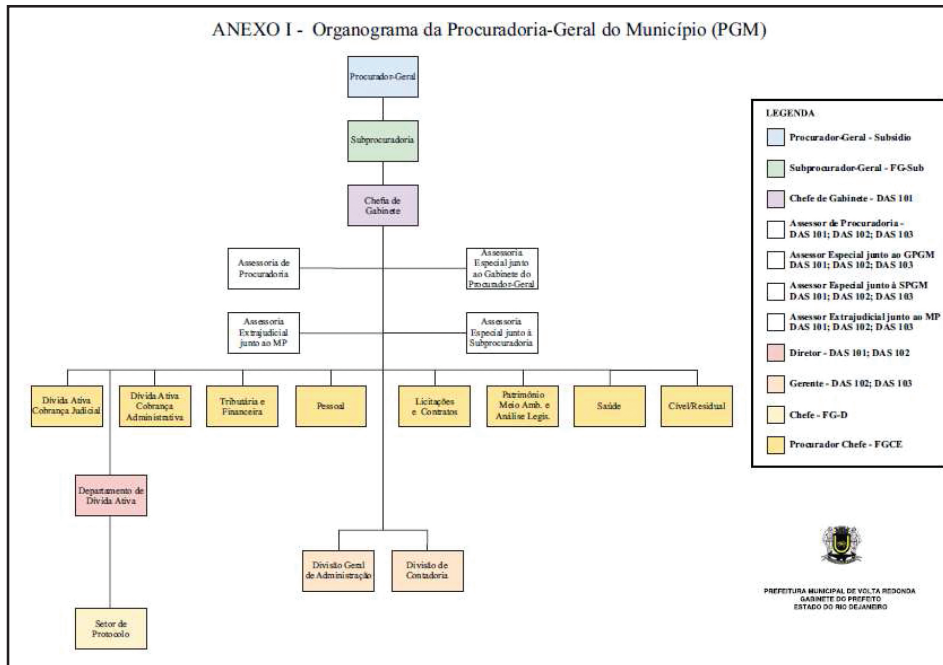 ANEXO I - Organograma da Procuradoria-Geral do Município (PGM)
Procurador-Geral
Subprocuradoria
Chefia de
Gabinete
Assessoria de
Procuradoria
Assessoria
Especial junto
ao Gabinete do
Procurador-Geral
Assessoria
Extrajudicial
junto ao MP
Assessoria
Especial junto à
Subprocuradoria
Dívida Ativa
Cobrança Judicial
Dívida Ativa
Cobrança
Administrativa
Tributária e
Financeira
Pessoal
Licitações
e Contratos
Patrimônio
Meio Amb. e
Análise Legis.
Saúde
Cível/Residual
Departamento de
Dívida Ativa
Divisão Geral
de Administração
Divisão de
Contadoria
Setor de
Protocolo
LEGENDA
Procurador-Geral - Subsídio
Subprocurador-Geral - FG-Sub
Chefe de Gabinete - DAS 101
Assessor de Procuradoria -
DAS 101; DAS 102; DAS 103
Assessor Especial junto ao GPGM
DAS 101; DAS 102; DAS 103
Assessor Especial junto à SPGM
DAS 101; DAS 102; DAS 103
Assessor Extrajudicial junto ao MP
DAS 101; DAS 102; DAS 103
Diretor - DAS 101; DAS 102
Gerente - DAS 102; DAS 103
Chefe - FG-D
Procurador Chefe - FGCE
PREFEITURA MUNICIPAL DE VOLTA REDONDA
GABINETE DO PREFEITO
ESTADO DO RIO DEJANEIRO